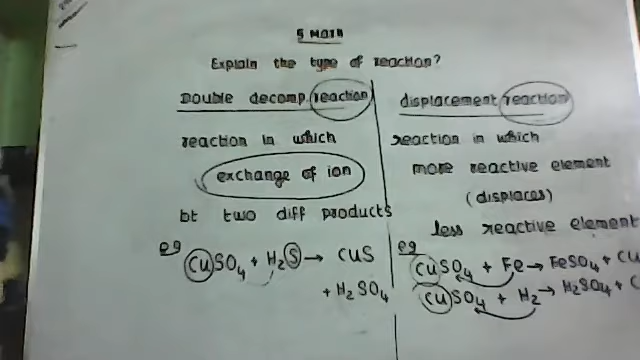 5 MARK
Explain the type of reaction?
Double decomp reaction
reaction in which
exchange of ion
bt two diff products
eg CuSO4 + H2S → CuS
+ H2SO4
displacement reaction
reaction in which
more reactive element
(displaces)
less reactive element
eg CuSO4 + Fe → FeSO4 + Cu
CuSO4 + H2 → H2SO4 + C